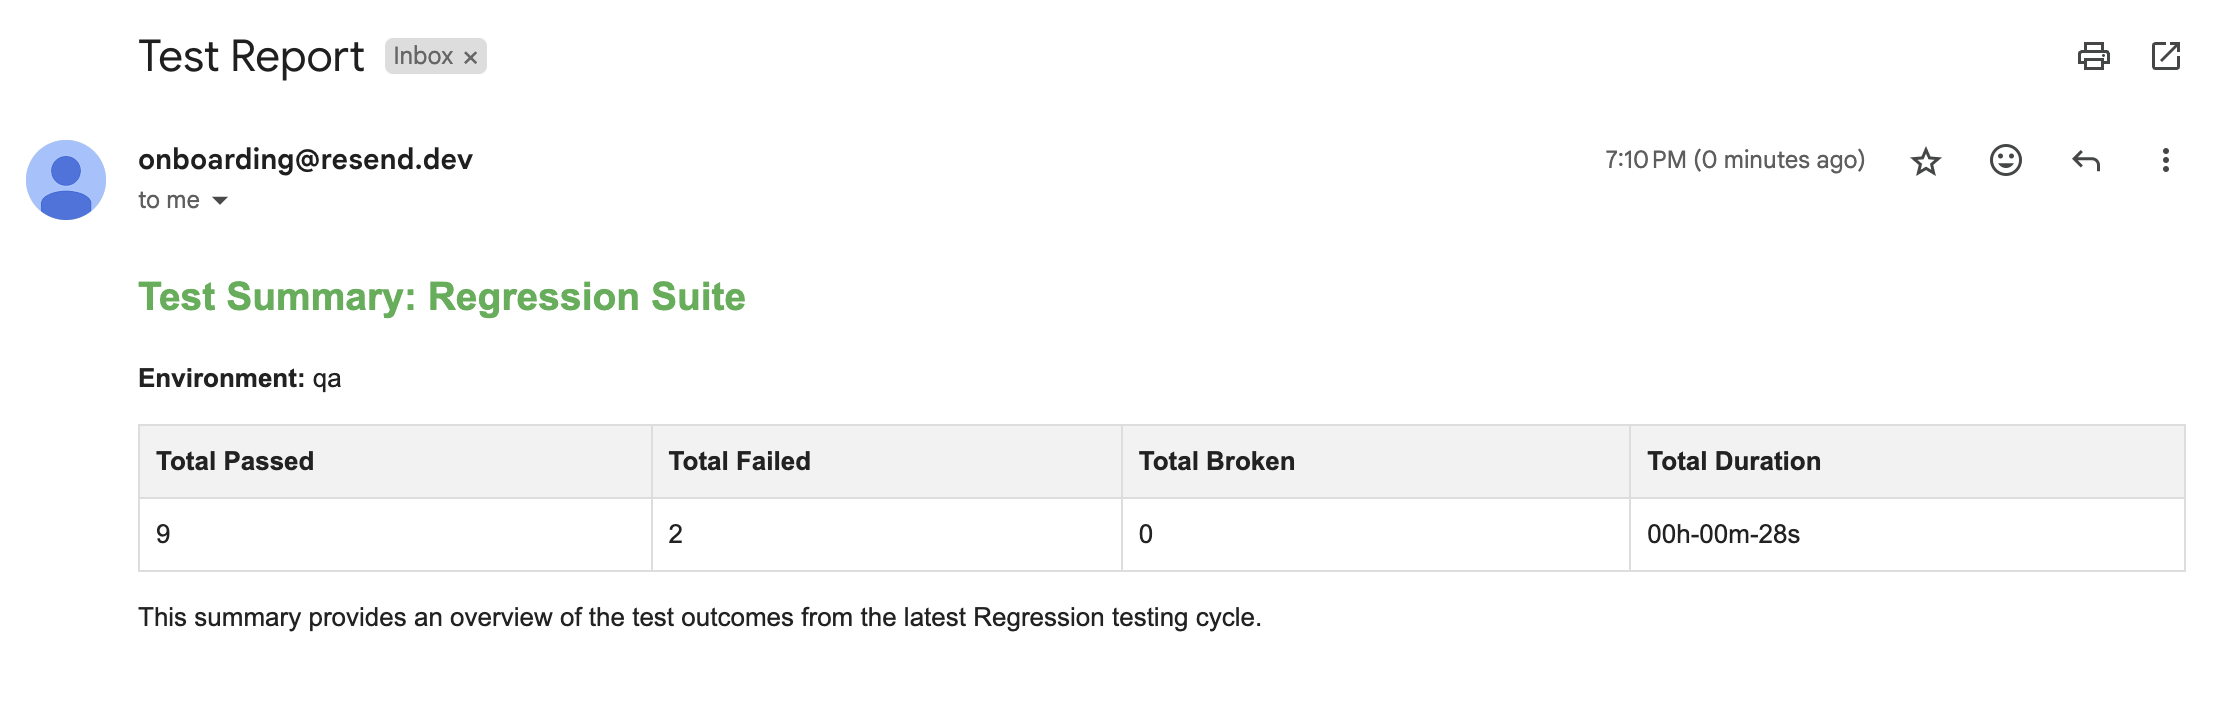 Test Report Inbox ×
onboarding@resend.dev 7:10 PM (0 minutes ago)
to me
Test Summary: Regression Suite
Environment: qa
Total Passed Total Failed Total Broken Total Duration
9 2 0 00h-00m-28s
This summary provides an overview of the test outcomes from the latest Regression testing cycle.